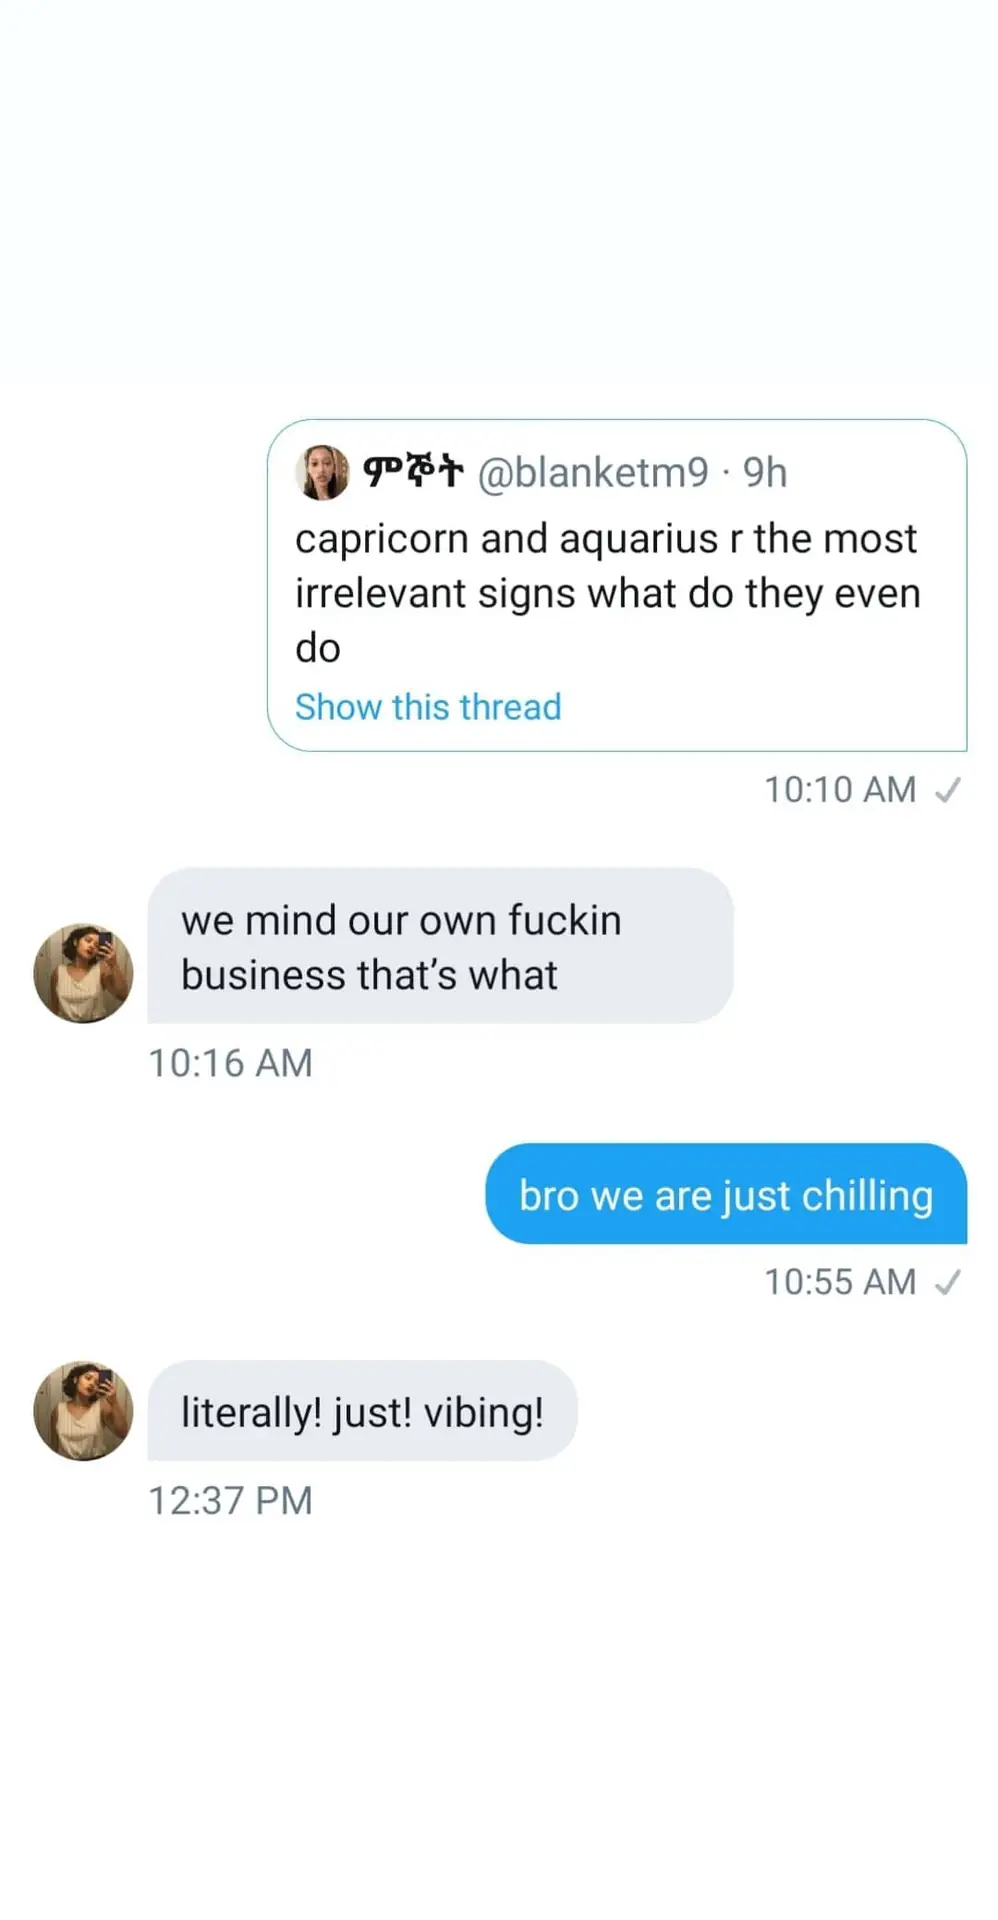 ምኞት @blanketm9 · 9h
capricorn and aquarius r the most
irrelevant signs what do they even
do
Show this thread
10:10 AM ✓
we mind our own fuckin
business that’s what
10:16 AM
bro we are just chilling
10:55 AM ✓
literally! just! vibing!
12:37 PM